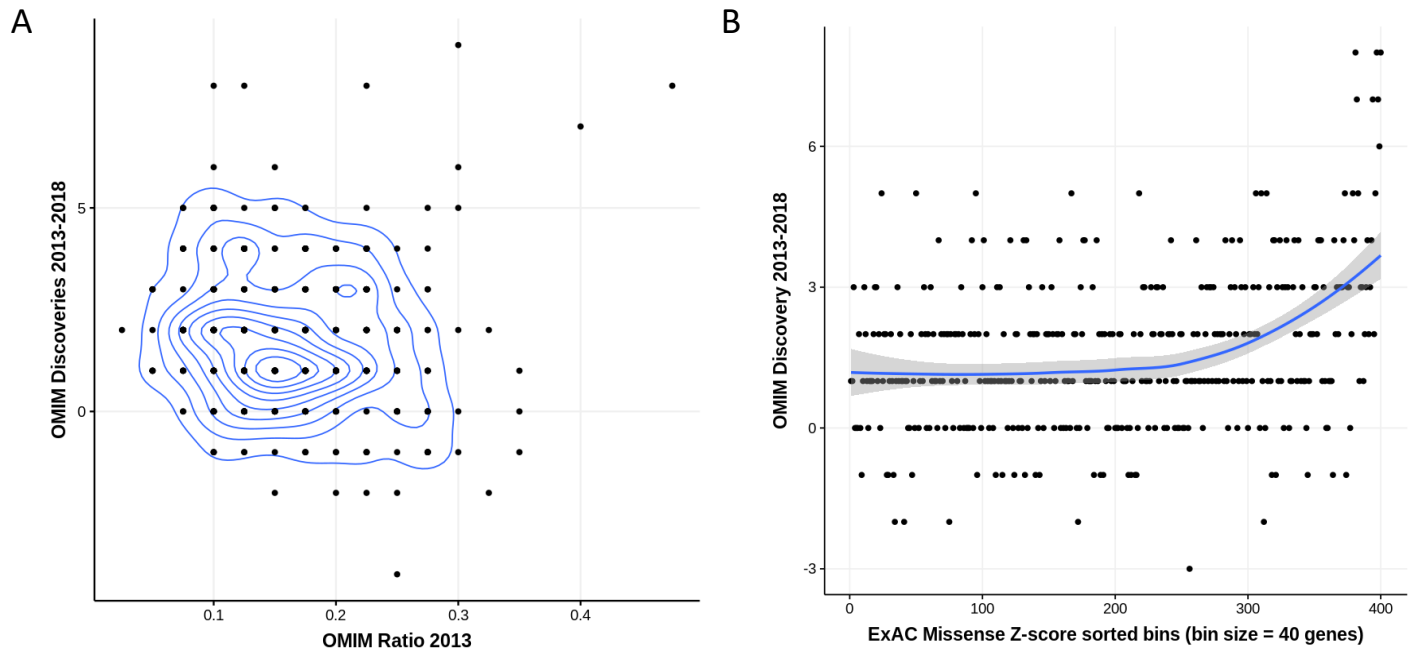 A
OMIM Discoveries 2013-2018
5
0
0.1 0.2 0.3 0.4
OMIM Ratio 2013
B
OMIM Discovery 2013-2018
6
3
0
-3
0 100 200 300 400
ExAC Missense Z-score sorted bins (bin size = 40 genes)